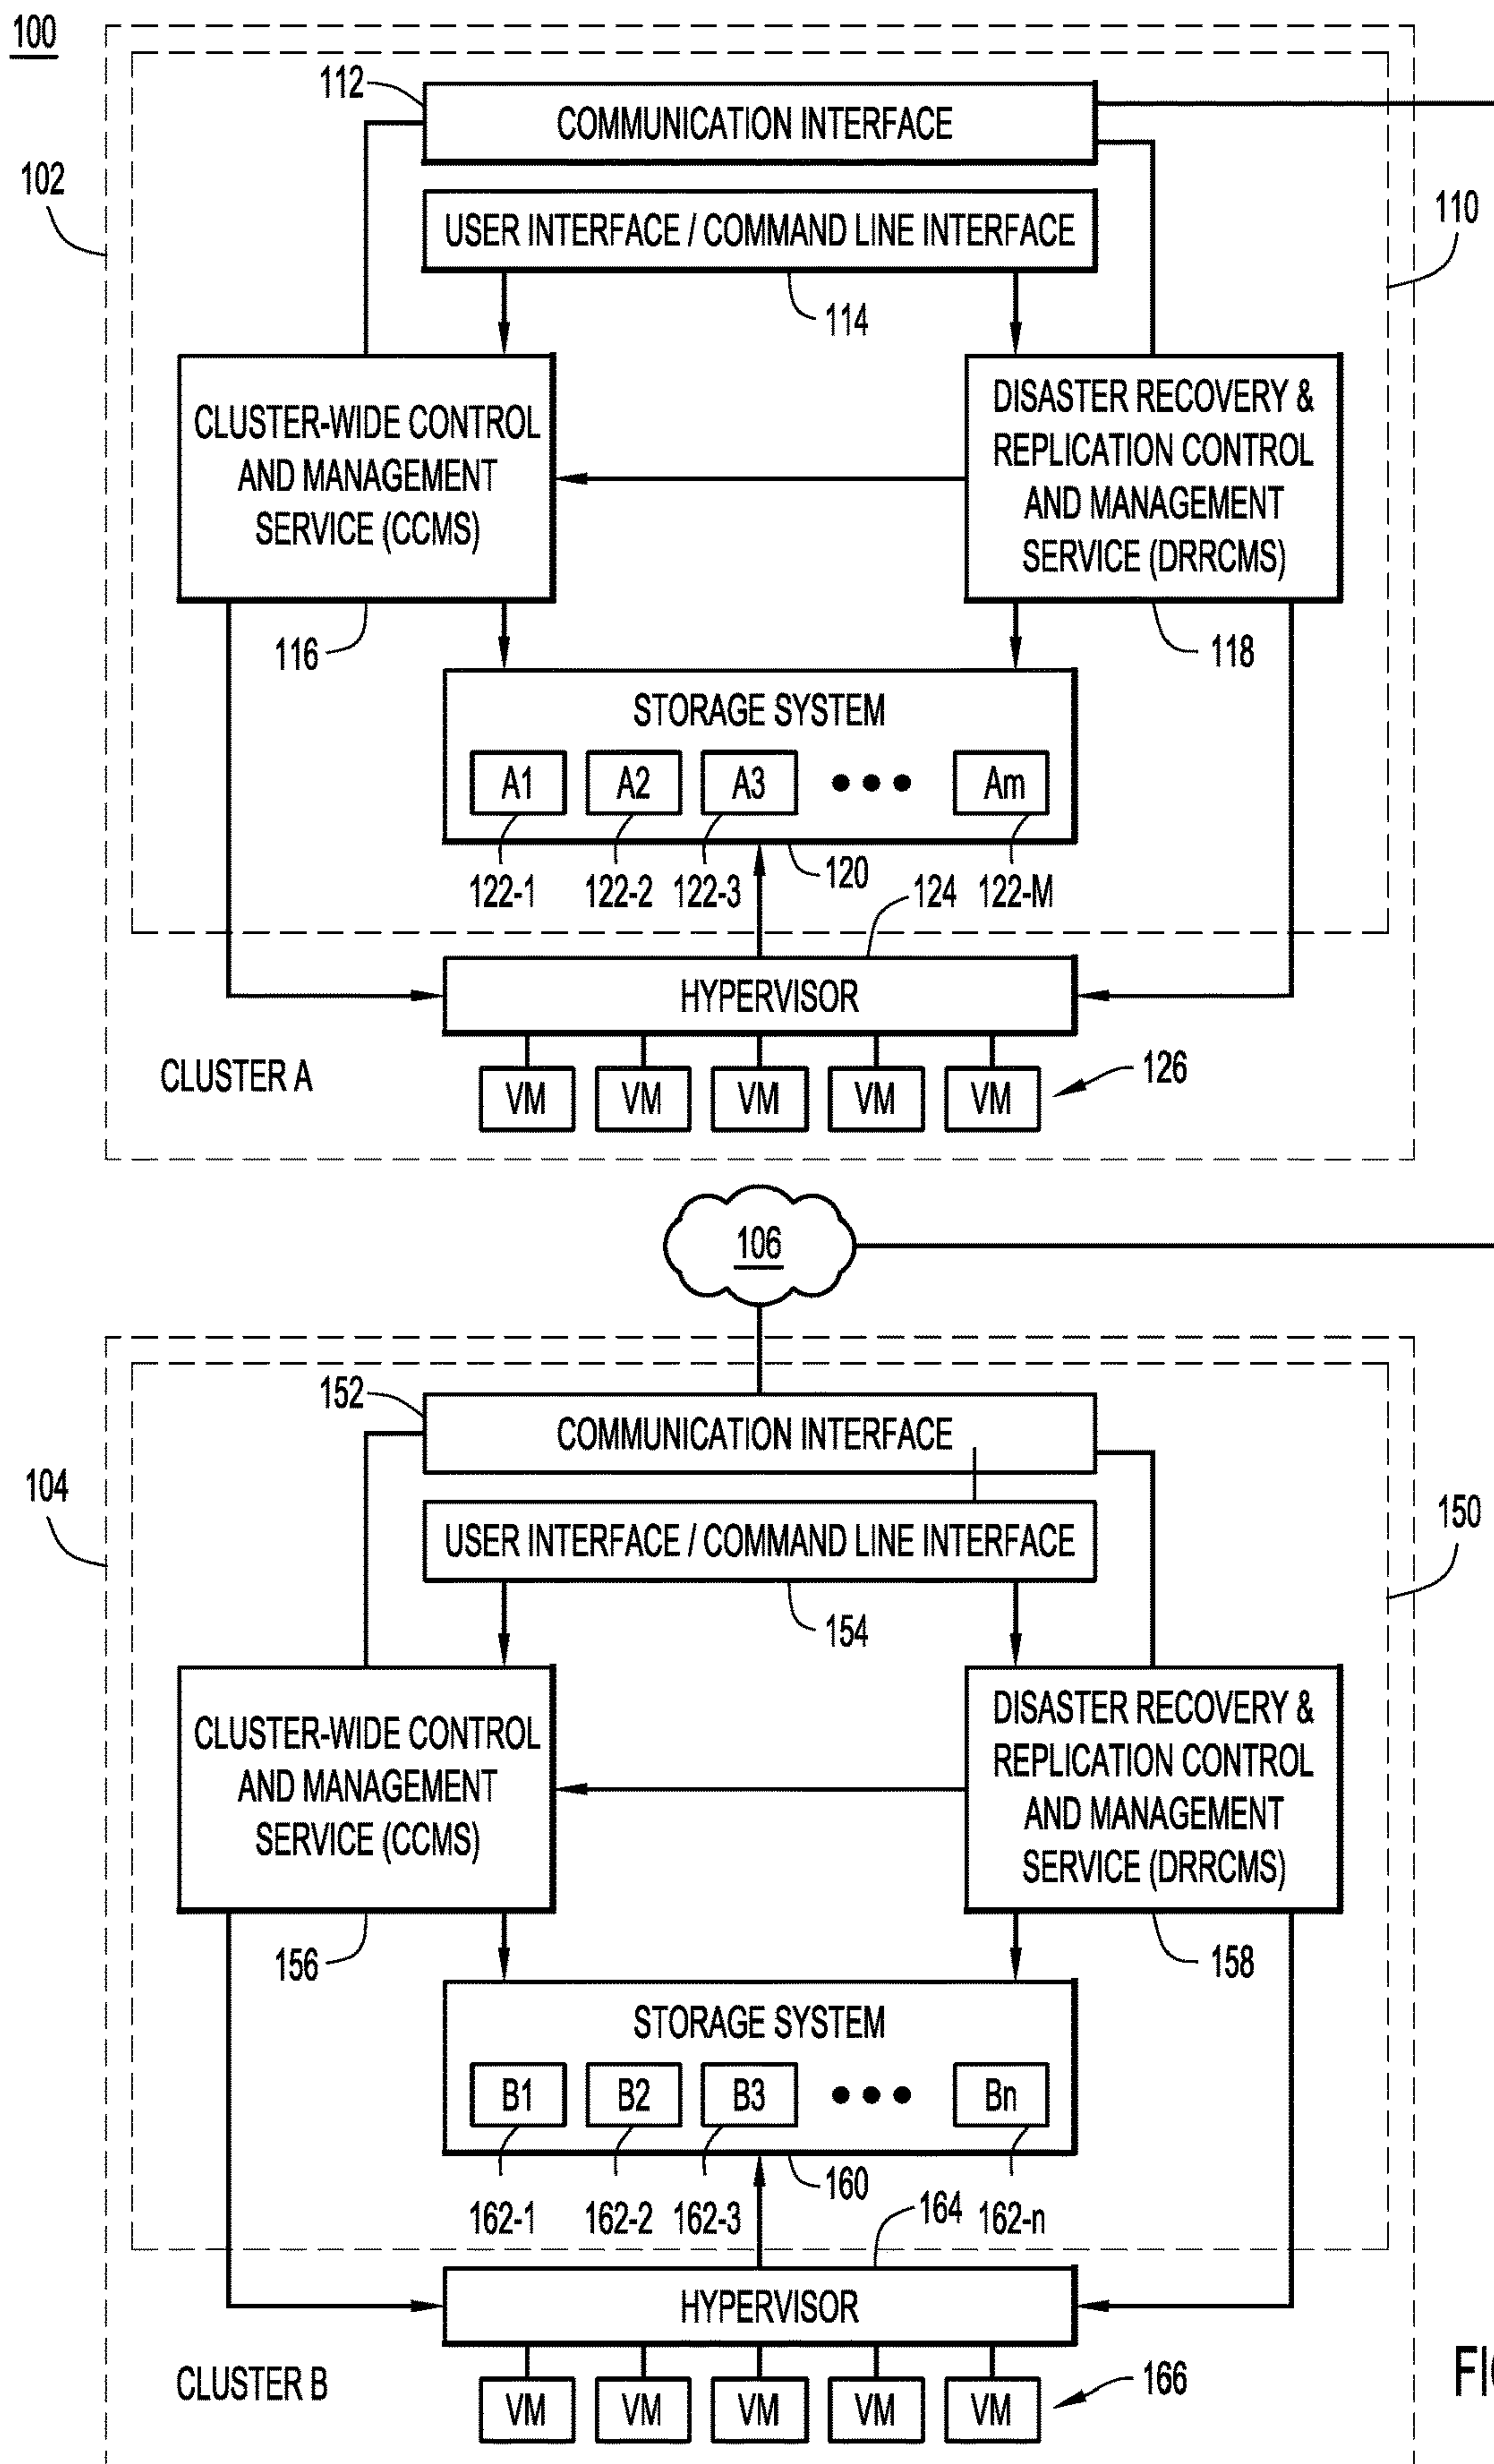 100
112
COMMUNICATION INTERFACE
102
110
USER INTERFACE / COMMAND LINE INTERFACE
114
CLUSTER-WIDE CONTROL
AND MANAGEMENT
SERVICE (CCMS)
DISASTER RECOVERY &
REPLICATION CONTROL
AND MANAGEMENT
SERVICE (DRRCMS)
116
118
STORAGE SYSTEM
A1 A2 A3 ••• Am
122-1 122-2 122-3 120 124 122-M
HYPERVISOR
CLUSTER A
VM VM VM VM VM
126
106
152
COMMUNICATION INTERFACE
104
150
USER INTERFACE / COMMAND LINE INTERFACE
154
CLUSTER-WIDE CONTROL
AND MANAGEMENT
SERVICE (CCMS)
DISASTER RECOVERY &
REPLICATION CONTROL
AND MANAGEMENT
SERVICE (DRRCMS)
156
158
STORAGE SYSTEM
B1 B2 B3 ••• Bn
162-1 162-2 162-3 160 164 162-n
HYPERVISOR
CLUSTER B
VM VM VM VM VM
166